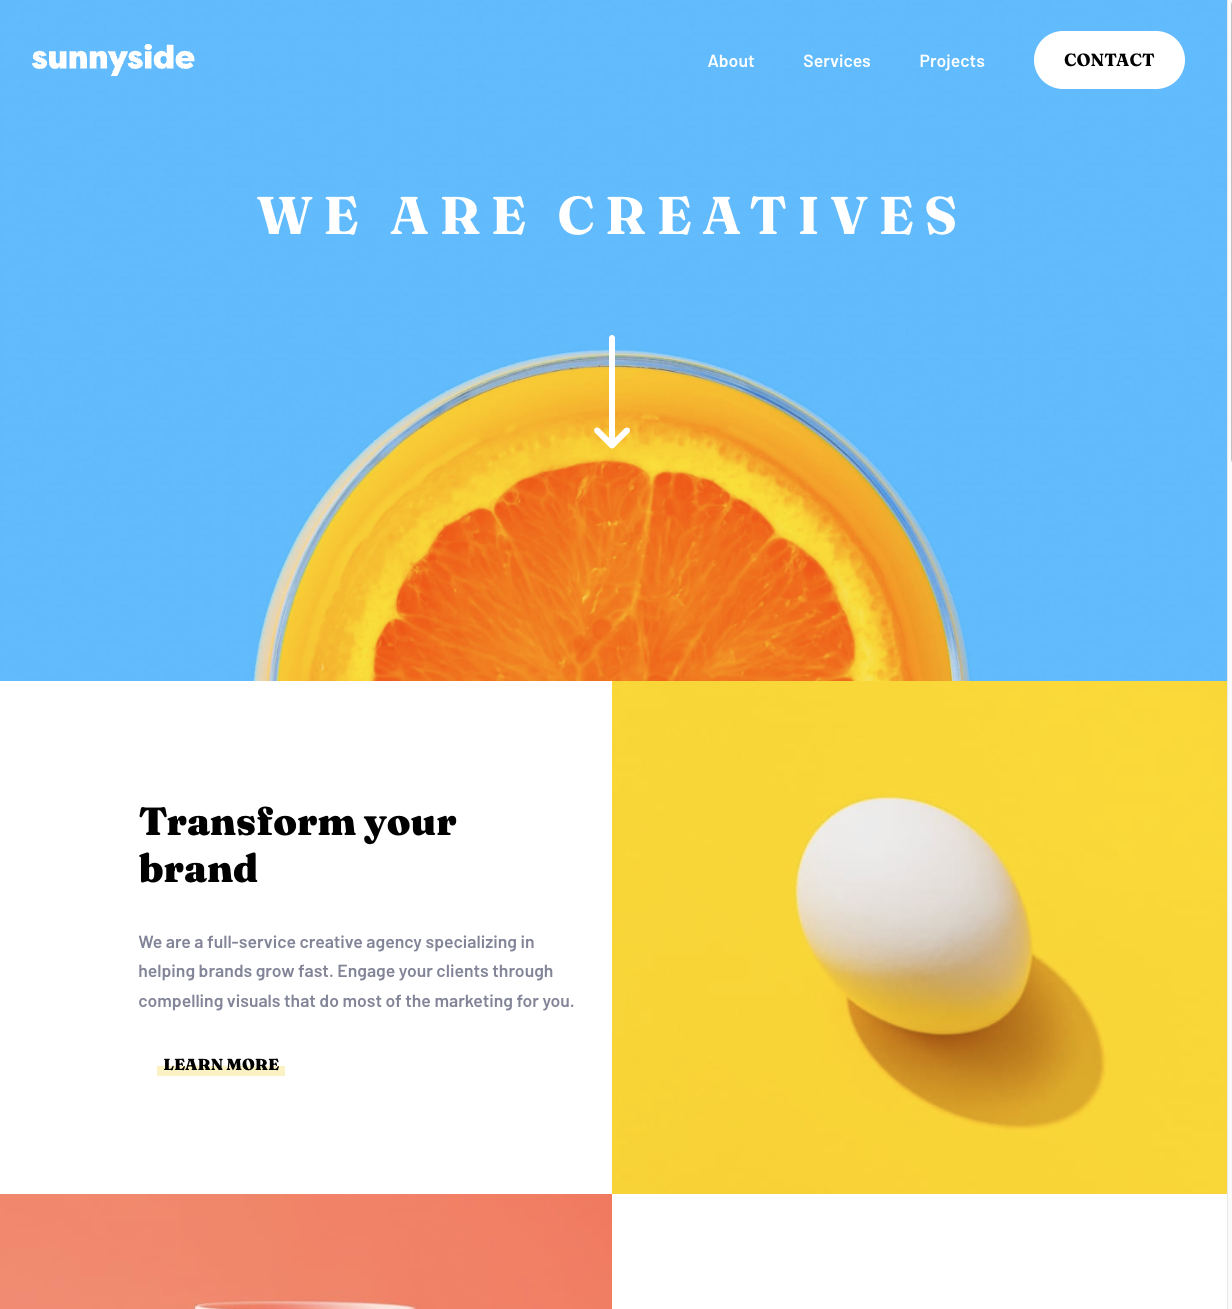 sunnyside
About Services Projects CONTACT
WE ARE CREATIVES
Transform your
brand
We are a full-service creative agency specializing in
helping brands grow fast. Engage your clients through
compelling visuals that do most of the marketing for you.
LEARN MORE